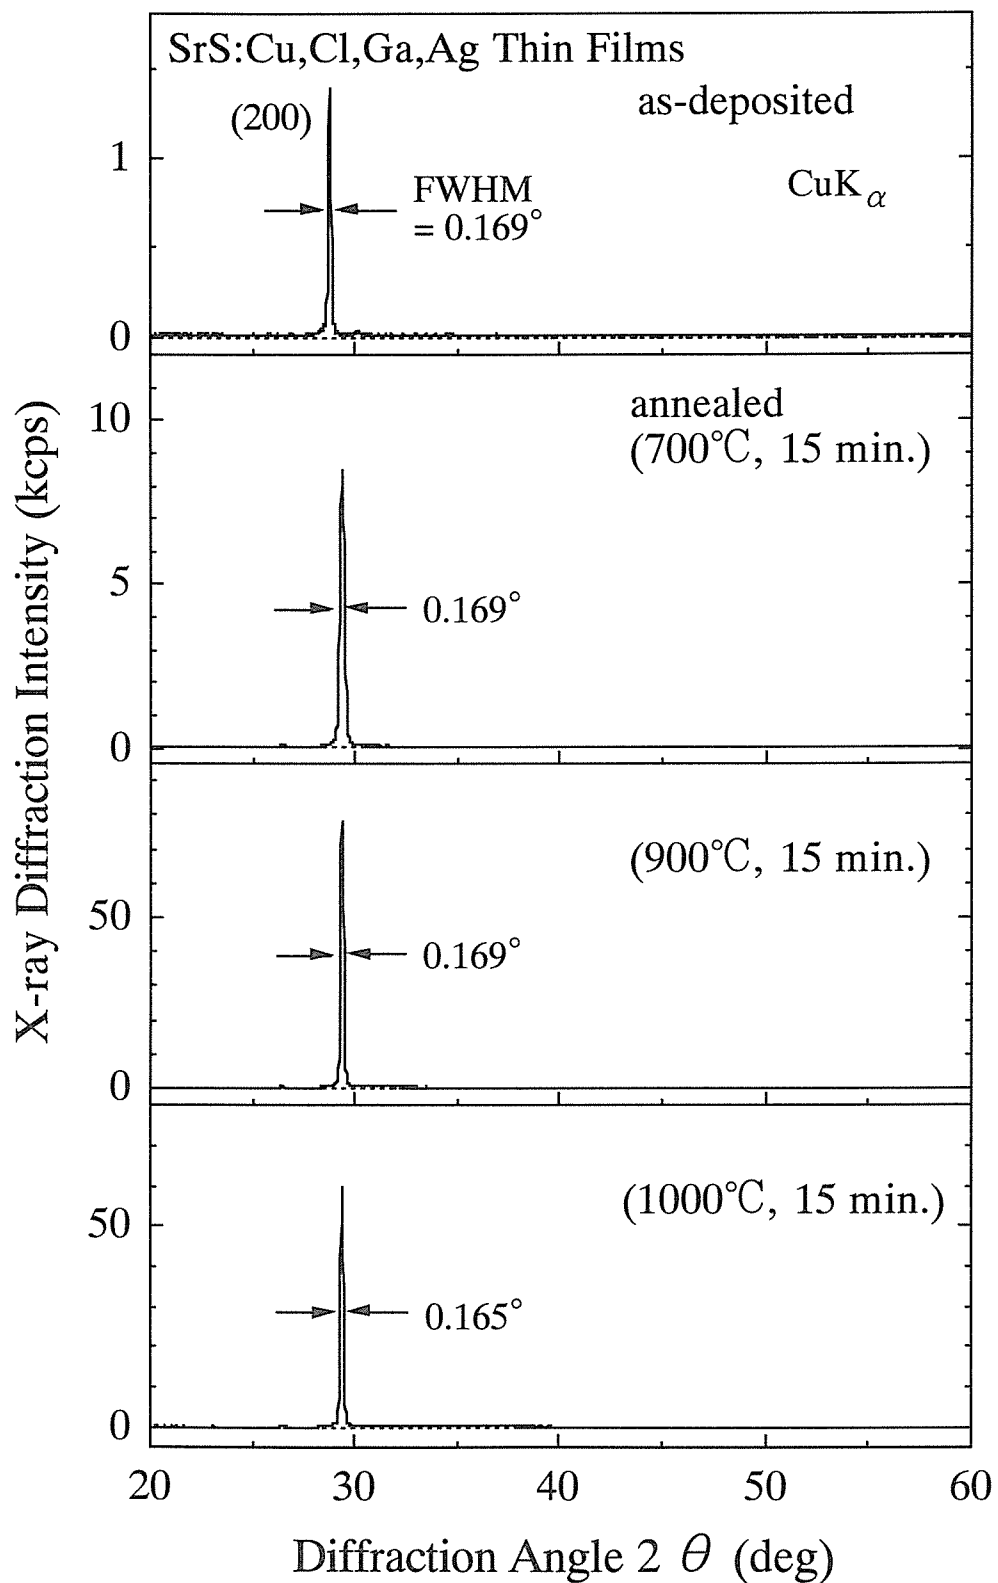 SrS:Cu,Cl,Ga,Ag Thin Films
as-deposited
(200)
CuKα
FWHM
= 0.169°
1
0
annealed
(700℃, 15 min.)
10
5
0.169°
0
(900℃, 15 min.)
50
0.169°
0
(1000℃, 15 min.)
50
0.165°
0
20 30 40 50 60
Diffraction Angle 2 θ (deg)
X-ray Diffraction Intensity (kcps)